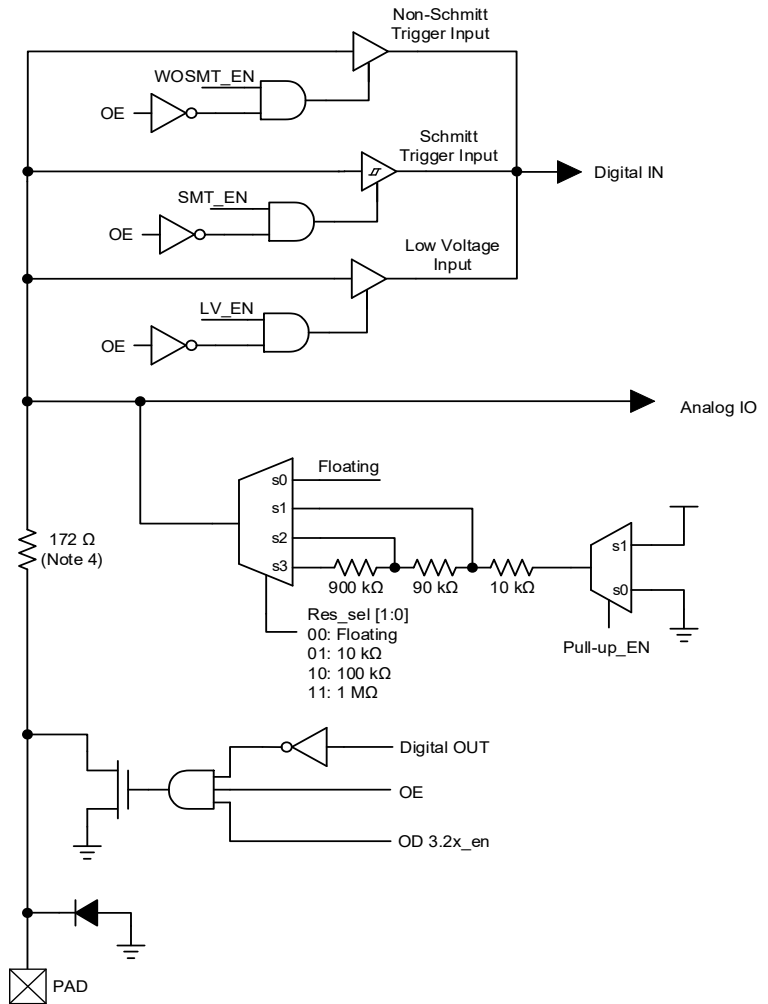 Non-Schmitt
Trigger Input
WOSMT_EN
OE
Schmitt
Trigger Input
Digital IN
SMT_EN
OE
Low Voltage
Input
LV_EN
OE
Analog IO
Floating
s0
s1
s2
s3
172 Ω
(Note 4)
900 kΩ
90 kΩ
10 kΩ
s1
s0
Pull-up_EN
Res_sel [1:0]
00: Floating
01: 10 kΩ
10: 100 kΩ
11: 1 MΩ
Digital OUT
OE
OD 3.2x_en
PAD